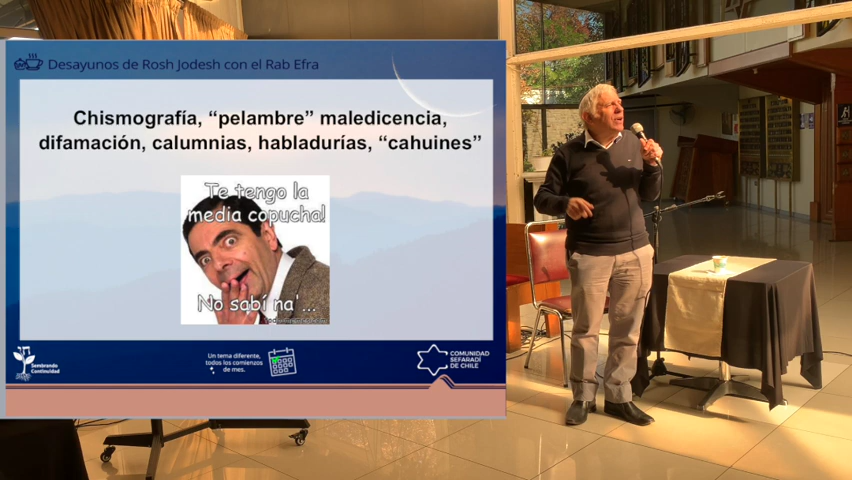 Desayunos de Rosh Jodesh con el Rab Efra
Chismografía, “pelambre” maledicencia,
difamación, calumnias, habladurías, “cahuines”
Te tengo la
media copucha!
No sabí na'...
Sembrando
Continuidad
Un tema diferente,
todos los comienzos
de mes.
COMUNIDAD
SEFARADÍ
DE CHILE